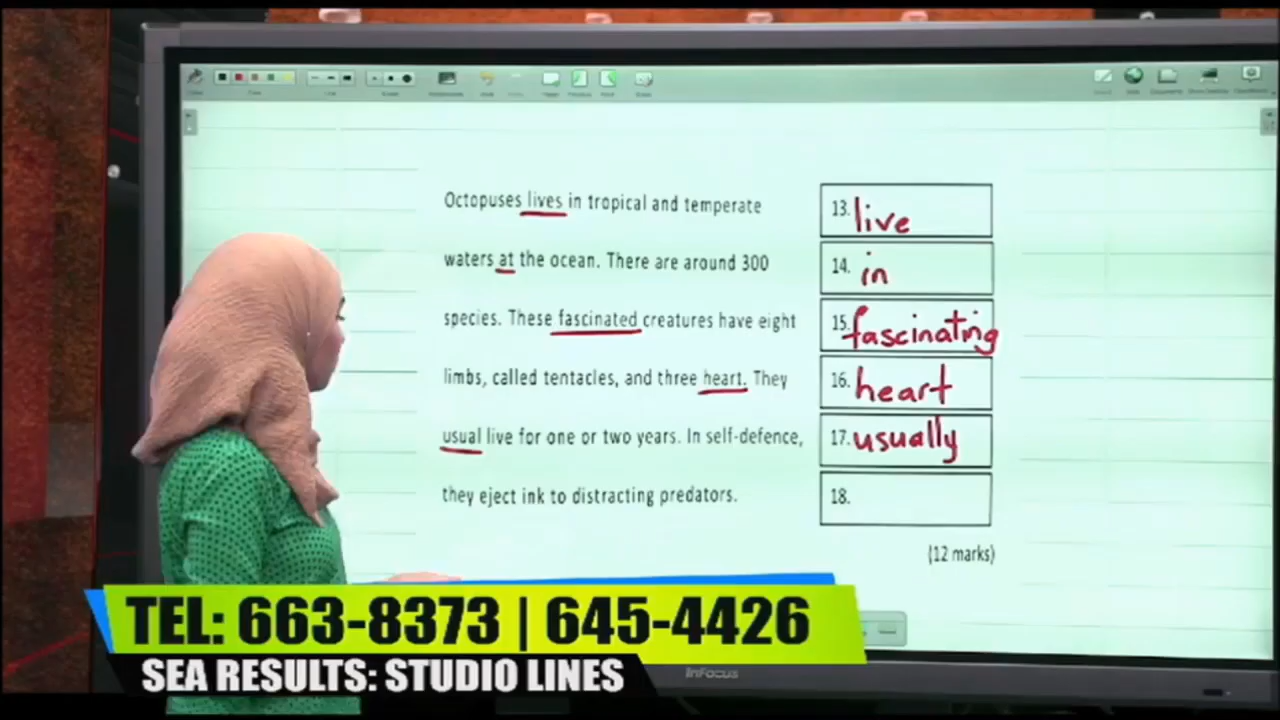 Octopuses lives in tropical and temperate
13. live
waters at the ocean. There are around 300
14. in
species. These fascinated creatures have eight
15. fascinating
limbs, called tentacles, and three heart. They
16. heart
usual live for one or two years. In self-defence,
17. usually
they eject ink to distracting predators.
18.
(12 marks)
TEL: 663-8373 | 645-4426
SEA RESULTS: STUDIO LINES
InFocus